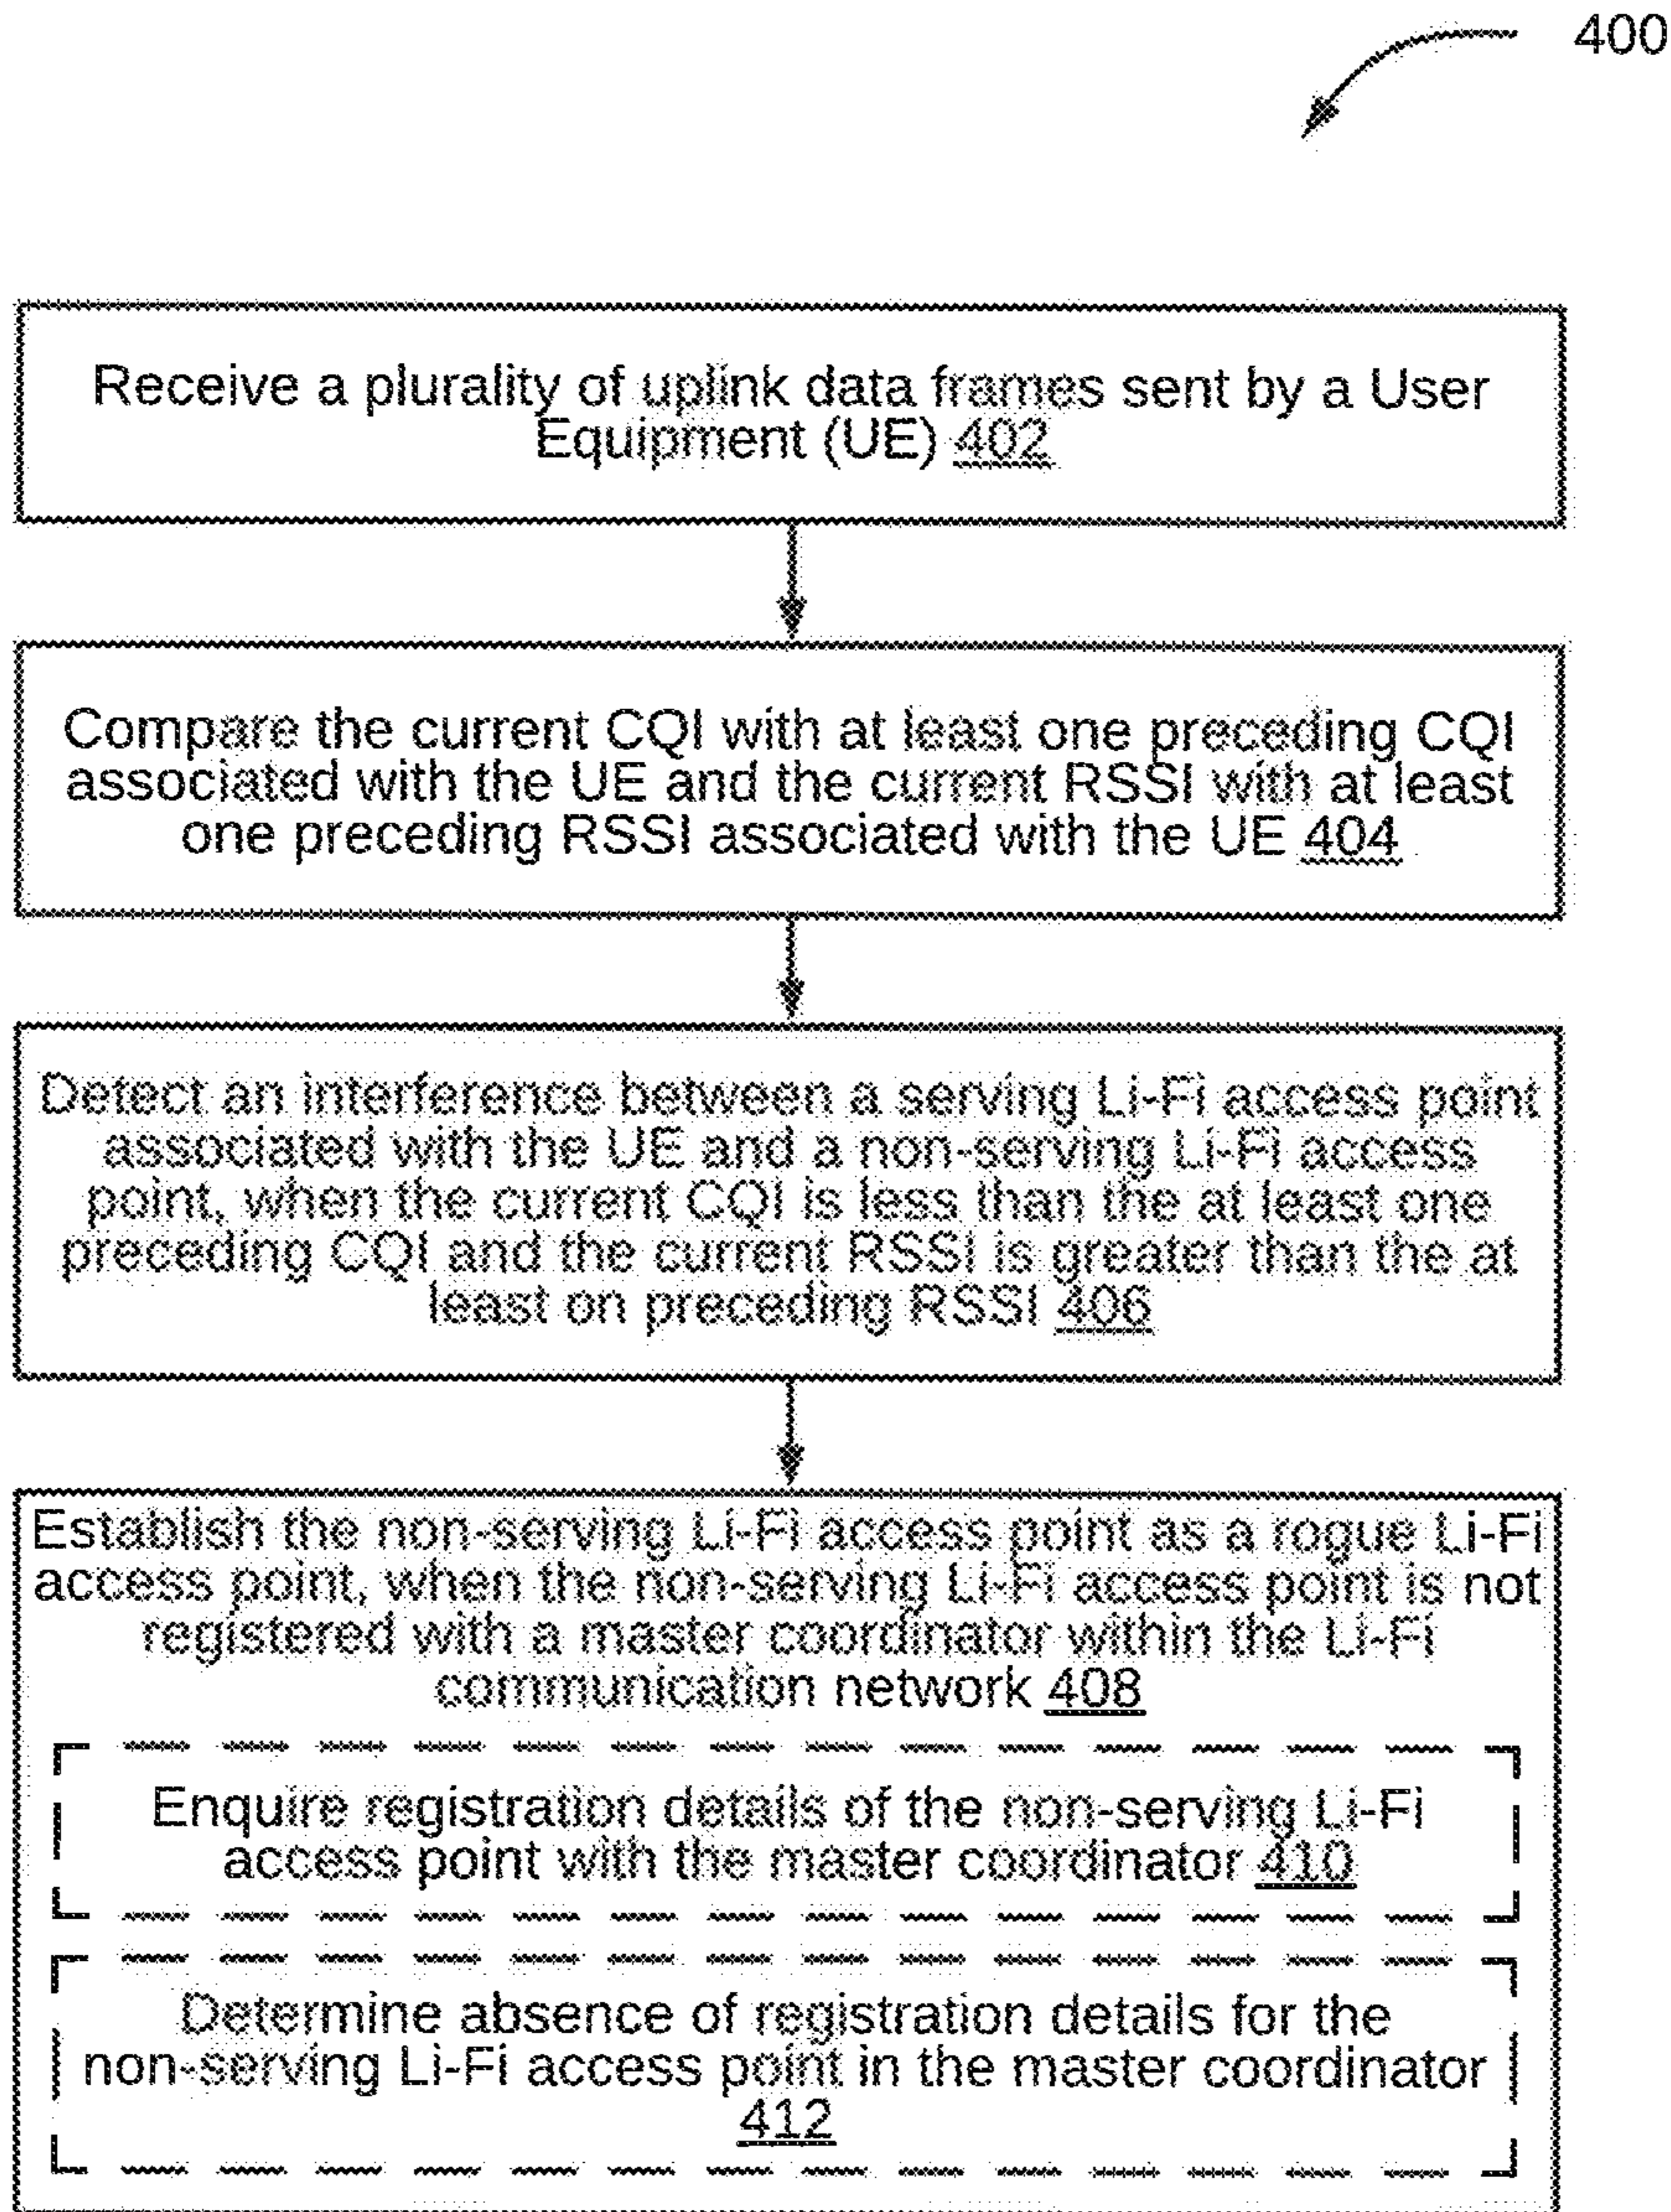 400
Receive a plurality of uplink data frames sent by a User
Equipment (UE) 402
Compare the current CQI with at least one preceding CQI
associated with the UE and the current RSSI with at least
one preceding RSSI associated with the UE 404
Detect an interference between a serving Li-Fi access point
associated with the UE and a non-serving Li-Fi access
point, when the current CQI is less than the at least one
preceding CQI and the current RSSI is greater than the at
least on preceding RSSI 406
Establish the non-serving Li-Fi access point as a rogue Li-Fi
access point, when the non-serving Li-Fi access point is not
registered with a master coordinator within the Li-Fi
communication network 408
Enquire registration details of the non-serving Li-Fi
access point with the master coordinator 410
Determine absence of registration details for the
non-serving Li-Fi access point in the master coordinator
412